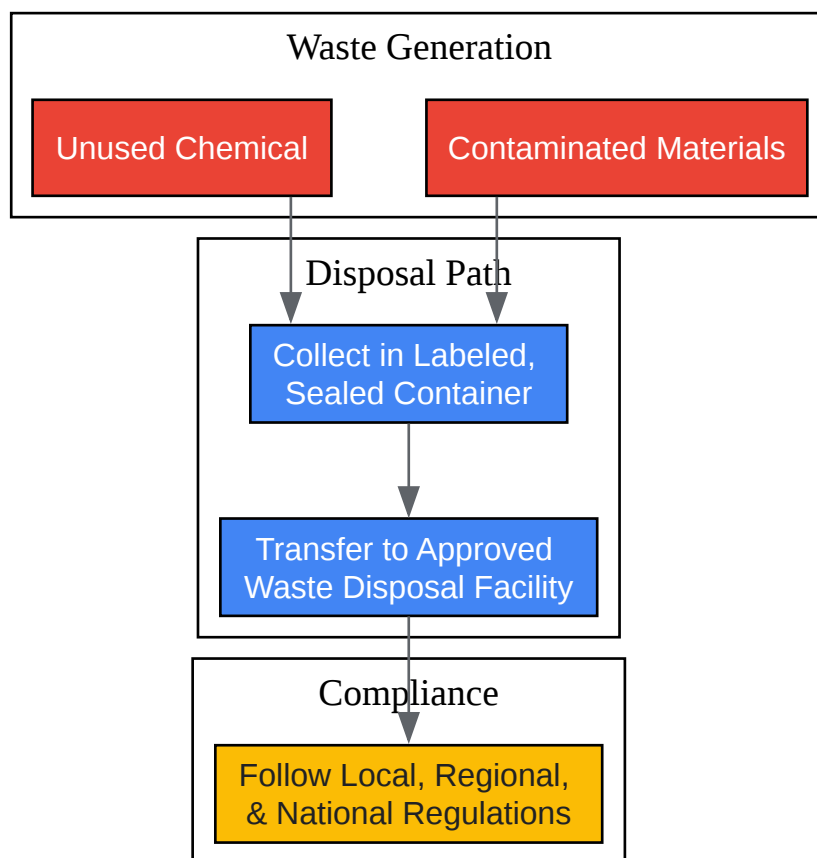 Waste Generation
Unused Chemical
Contaminated Materials
Disposal Path
Collect in Labeled,
Sealed Container
Transfer to Approved
Waste Disposal Facility
Compliance
Follow Local, Regional,
& National Regulations